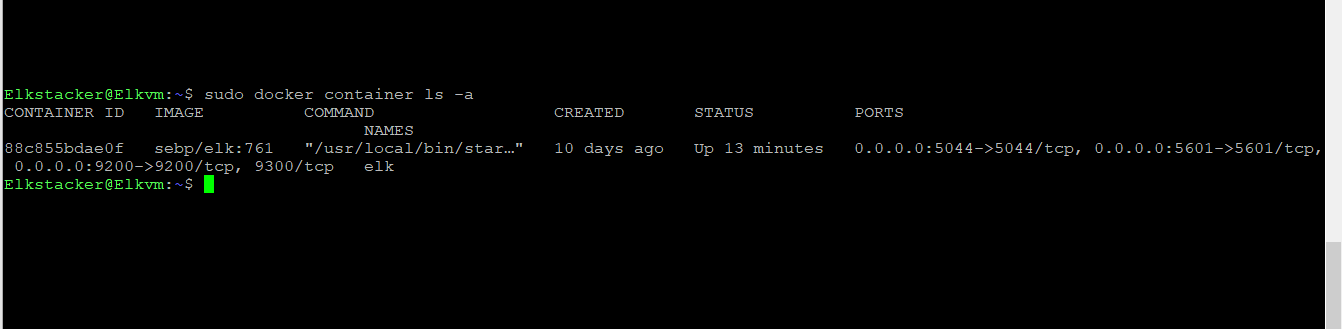 Elkstacker@Elkvm:~$ sudo docker container ls -a
CONTAINER ID   IMAGE          COMMAND                  CREATED       STATUS          PORTS
                                    NAMES
88c855bdae0f   sebp/elk:761   "/usr/local/bin/star…"   10 days ago   Up 13 minutes   0.0.0.0:5044->5044/tcp, 0.0.0.0:5601->5601/tcp,
 0.0.0.0:9200->9200/tcp, 9300/tcp   elk
Elkstacker@Elkvm:~$